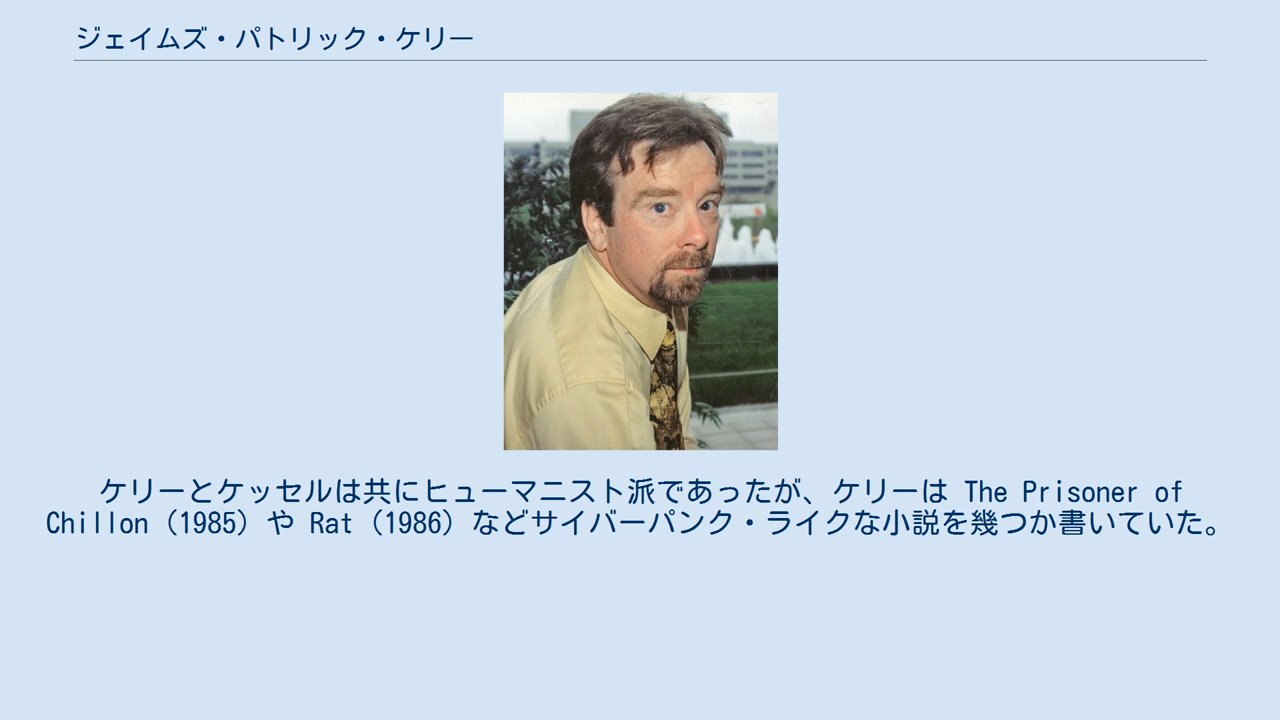 ジェイムズ・パトリック・ケリー
ケリーとケッセルは共にヒューマニスト派であったが、ケリーは The Prisoner of
Chillon（1985）や Rat（1986）などサイバーパンク・ライクな小説を幾つか書いていた。